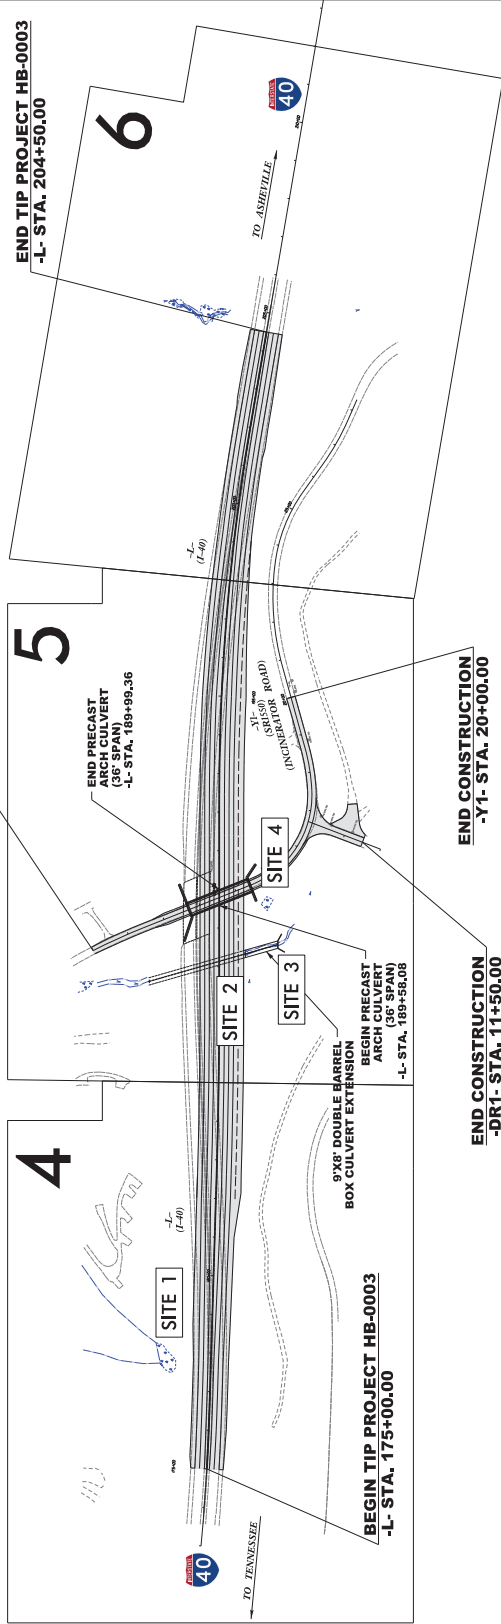 END TIP PROJECT HB-0003
-L- STA. 204+50.00
6
INTERSTATE
40
TO ASHEVILLE
-L-
(I-40)
5
END PRECAST
ARCH CULVERT
(36' SPAN)
-L- STA. 189+99.36
-Y1-
(SR1550)
(INCINERATOR ROAD)
SITE 4
END CONSTRUCTION
-Y1- STA. 20+00.00
SITE 2
SITE 3
BEGIN PRECAST
ARCH CULVERT
(36' SPAN)
-L- STA. 189+58.08
9'X8' DOUBLE BARREL
BOX CULVERT EXTENSION
END CONSTRUCTION
-DR1- STA. 11+50.00
4
-L-
(I-40)
SITE 1
BEGIN TIP PROJECT HB-0003
-L- STA. 175+00.00
INTERSTATE
40
TO TENNESSEE